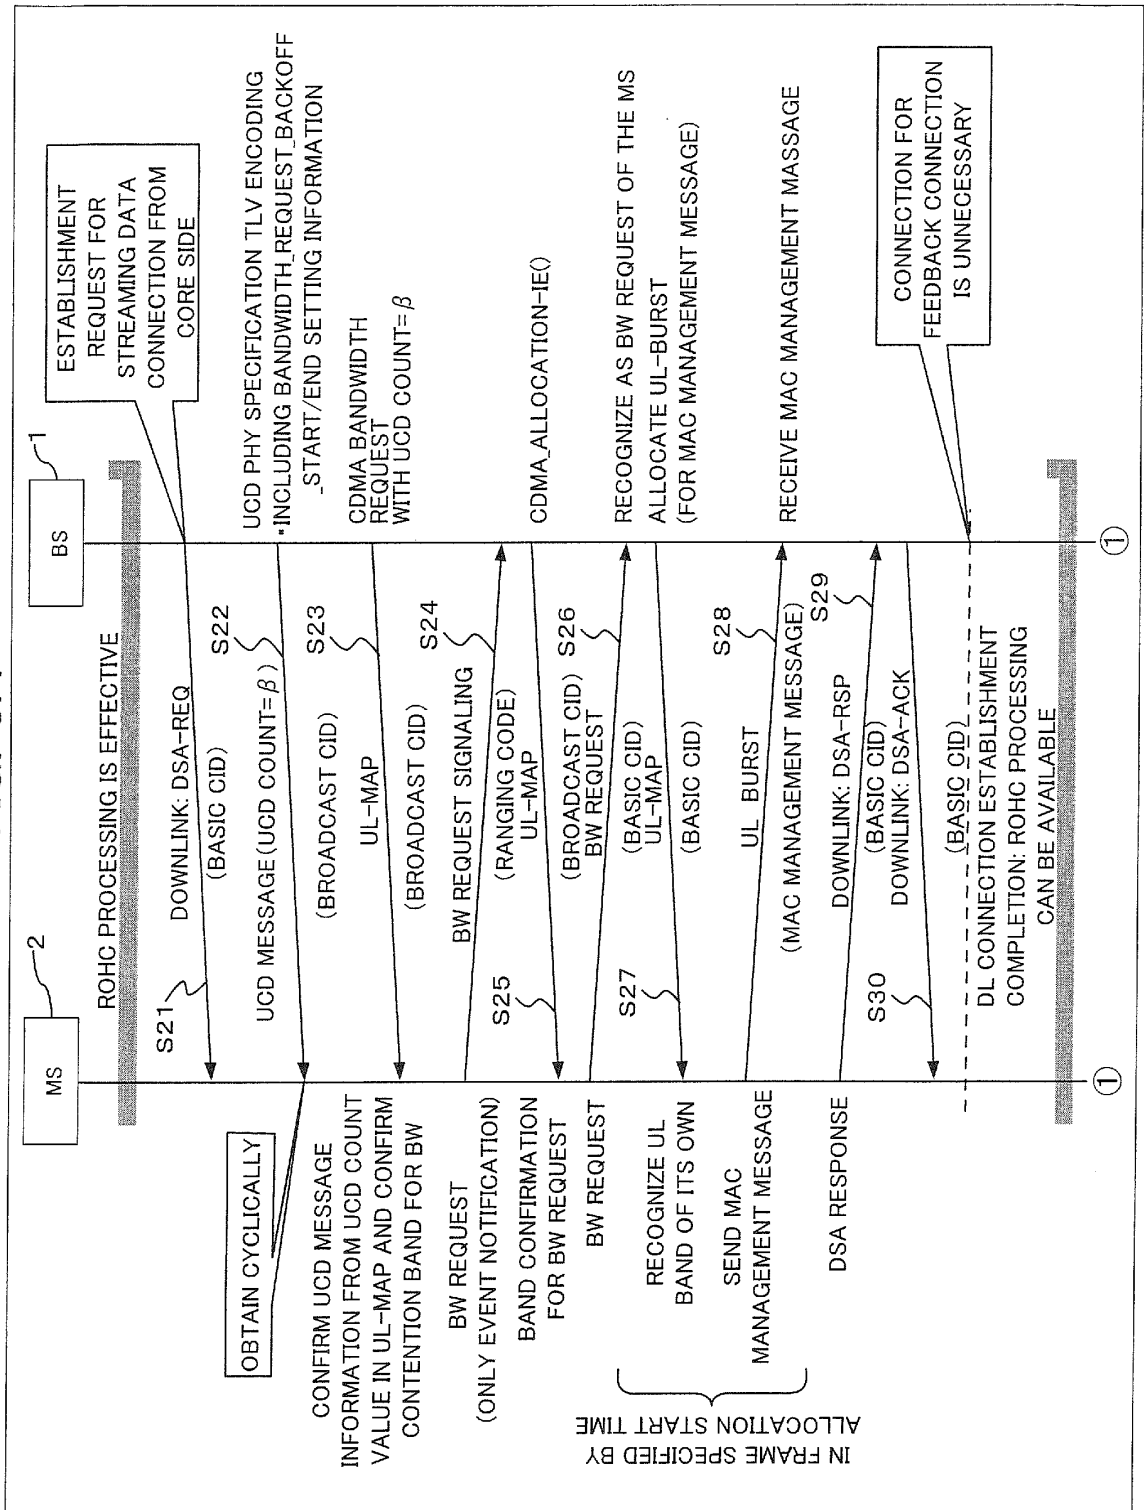 MS
2
BS
1
ROHC PROCESSING IS EFFECTIVE
ESTABLISHMENT
REQUEST FOR
STREAMING DATA
CONNECTION FROM
CORE SIDE
S21
DOWNLINK: DSA-REQ
(BASIC CID)
OBTAIN CYCLICALLY
UCD MESSAGE (UCD COUNT=β)
S22
(BROADCAST CID)
UCD PHY SPECIFICATION TLV ENCODING
*INCLUDING BANDWIDTH_REQUEST_BACKOFF
_START/END SETTING INFORMATION
CONFIRM UCD MESSAGE
INFORMATION FROM UCD COUNT
VALUE IN UL-MAP AND CONFIRM
CONTENTION BAND FOR BW
UL-MAP
S23
(BROADCAST CID)
CDMA BANDWIDTH
REQUEST
WITH UCD COUNT=β
BW REQUEST
(ONLY EVENT NOTIFICATION)
BW REQUEST SIGNALING
S24
(RANGING CODE)
BAND CONFIRMATION
FOR BW REQUEST
S25
UL-MAP
(BROADCAST CID)
CDMA_ALLOCATION-IE()
BW REQUEST
BW REQUEST
S26
(BASIC CID)
RECOGNIZE AS BW REQUEST OF THE MS
RECOGNIZE UL
BAND OF ITS OWN
S27
UL-MAP
(BASIC CID)
ALLOCATE UL-BURST
(FOR MAC MANAGEMENT MESSAGE)
SEND MAC
MANAGEMENT MESSAGE
UL BURST
S28
(MAC MANAGEMENT MESSAGE)
RECEIVE MAC MANAGEMENT MASSAGE
IN FRAME SPECIFIED BY
ALLOCATION START TIME
DSA RESPONSE
DOWNLINK: DSA-RSP
S29
(BASIC CID)
S30
DOWNLINK: DSA-ACK
(BASIC CID)
CONNECTION FOR
FEEDBACK CONNECTION
IS UNNECESSARY
DL CONNECTION ESTABLISHMENT
COMPLETION: ROHC PROCESSING
CAN BE AVAILABLE
1
1